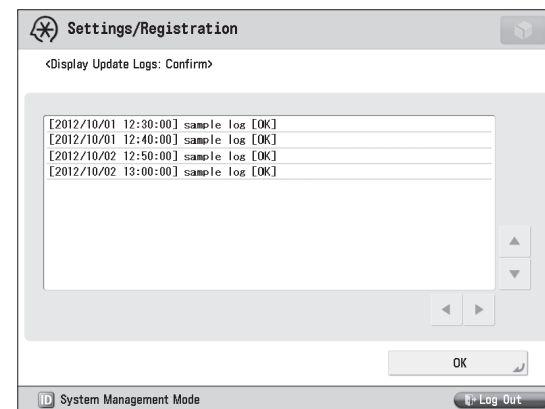 Settings/Registration
<Display Update Logs: Confirm>
[2012/10/01 12:30:00] sample log [OK]
[2012/10/01 12:40:00] sample log [OK]
[2012/10/02 12:50:00] sample log [OK]
[2012/10/02 13:00:00] sample log [OK]
OK
ID System Management Mode
Log Out